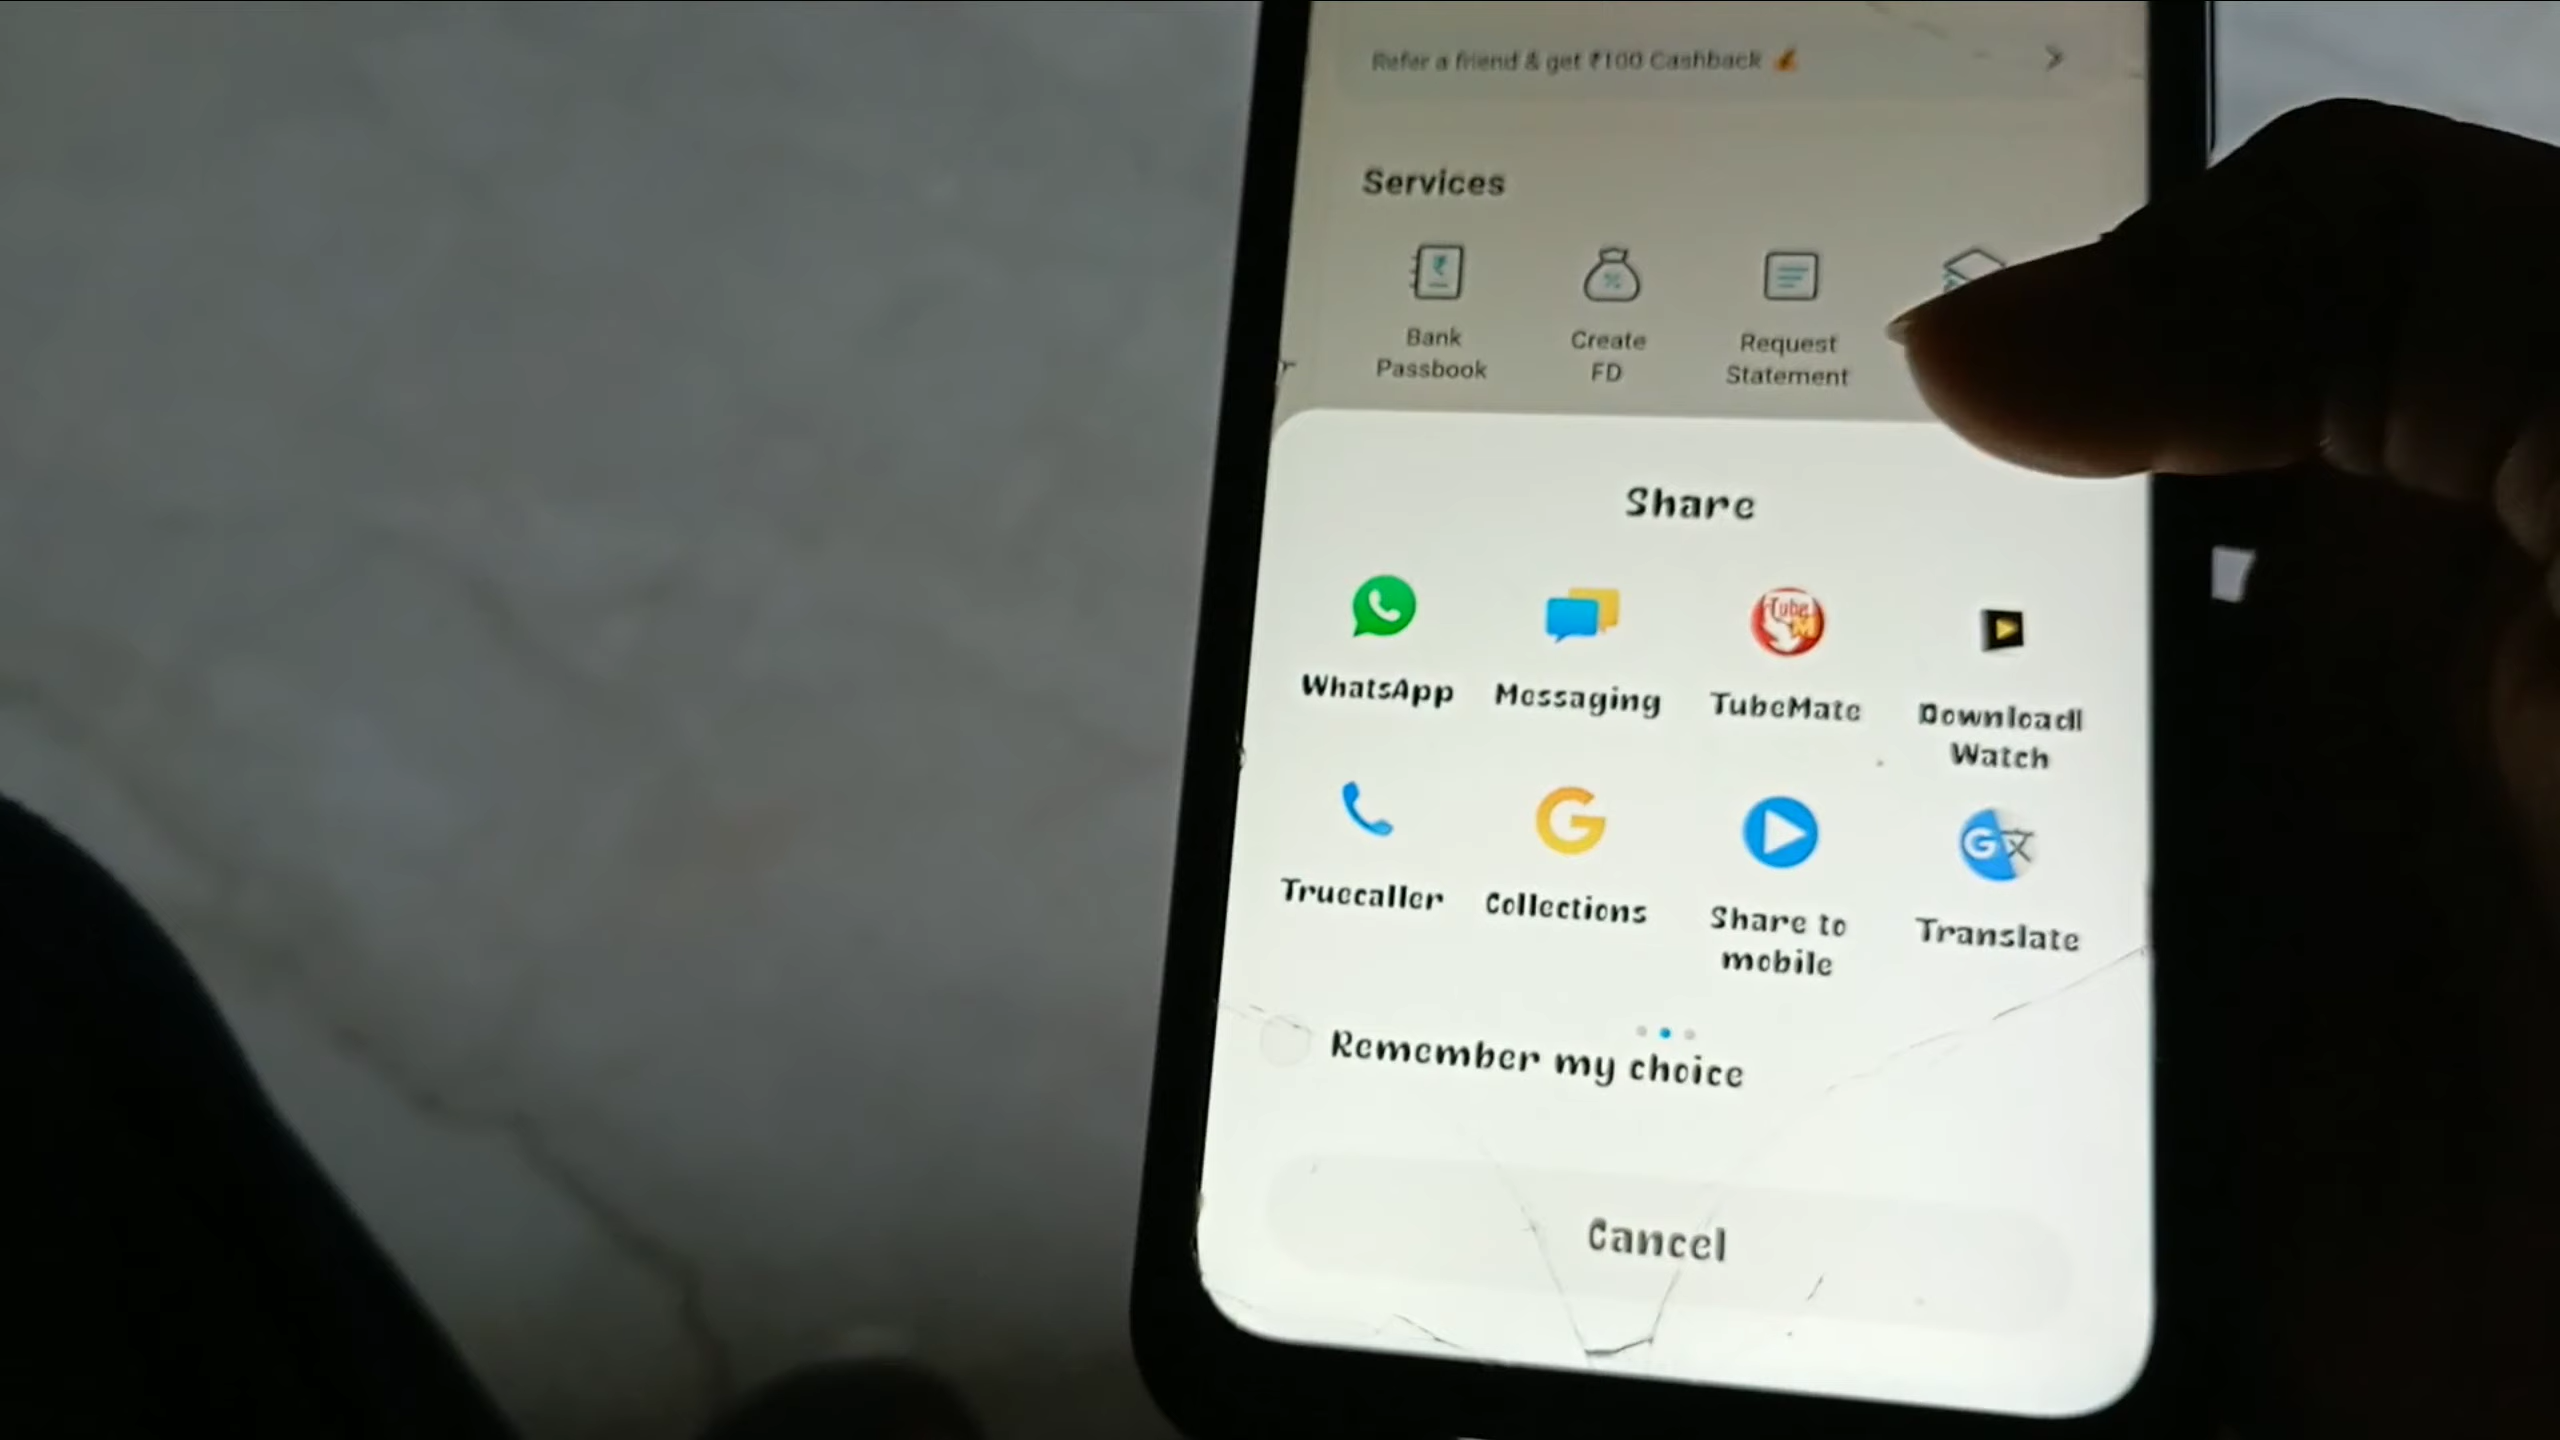 Refer a friend & get ₹100 Cashback
Services
Bank Passbook
Create FD
Request Statement
Share
WhatsApp
Messaging
TubeMate
Download Watch
Truecaller
Collections
Share to mobile
Translate
Remember my choice
Cancel